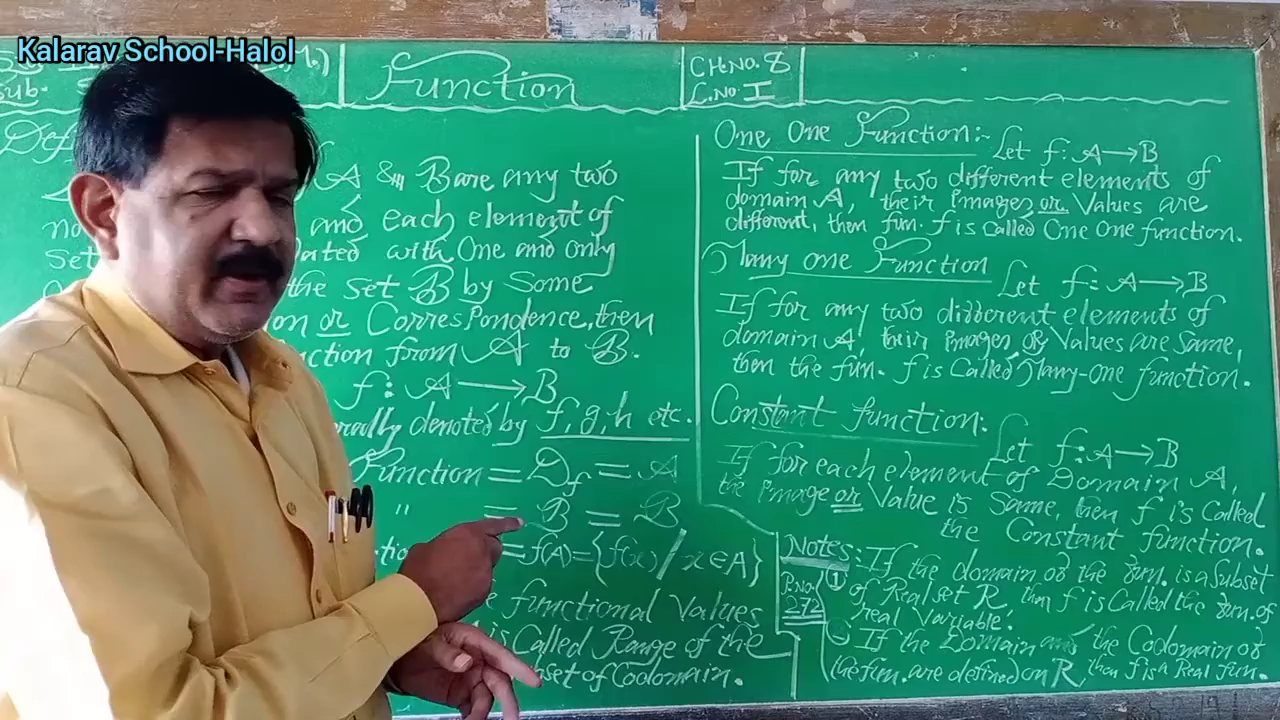 Kalarav School-Halol
Sub.
Function
CH.NO. 8
L.NO. I
Def
A & B are any two
and each element of
set ated with One and only
the set B by Some
on or Correspondence, then
ction from A to B.
f : A → B
rally denoted by f, g, h etc.
Function = Df = A
" = B = B
= f(A) = {f(x) / x ∈ A}
functional Values
is Called Range of the
bset of Codomain.
One One Function:-
Let f: A → B
If for any two different elements of
domain A, their Images or Values are
different, then fun. f is called One One function.
Many one Function
Let f: A → B
If for any two different elements of
domain A, their Images or Values are Same,
then the fun. f is Called Many-One function.
Constant function:
Let f: A → B
If for each element of Domain A,
the Image or Value is Same, then f is Called
the Constant function.
Notes:
P.No. 272
① If the domain of the fun. is a Subset
of Real set R, then f is Called the fun. of
real Variable.
If the Domain and the Codomain of
the fun. are defined on R then f is a Real fun.